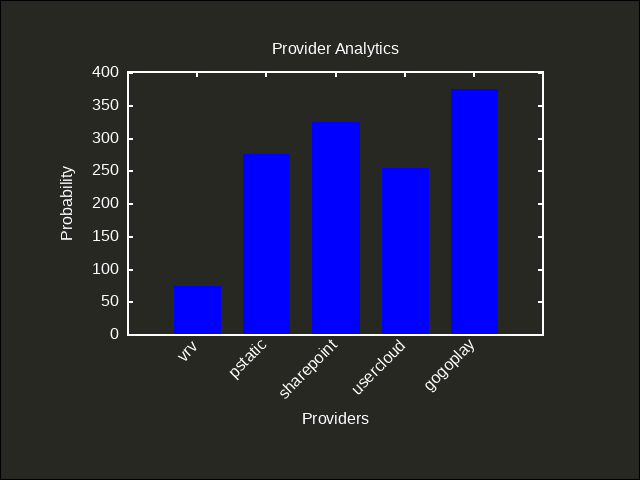 Provider Analytics
400
350
300
250
200
150
100
50
0
Probability
vrv
pstatic
sharepoint
usercloud
gogoplay
Providers